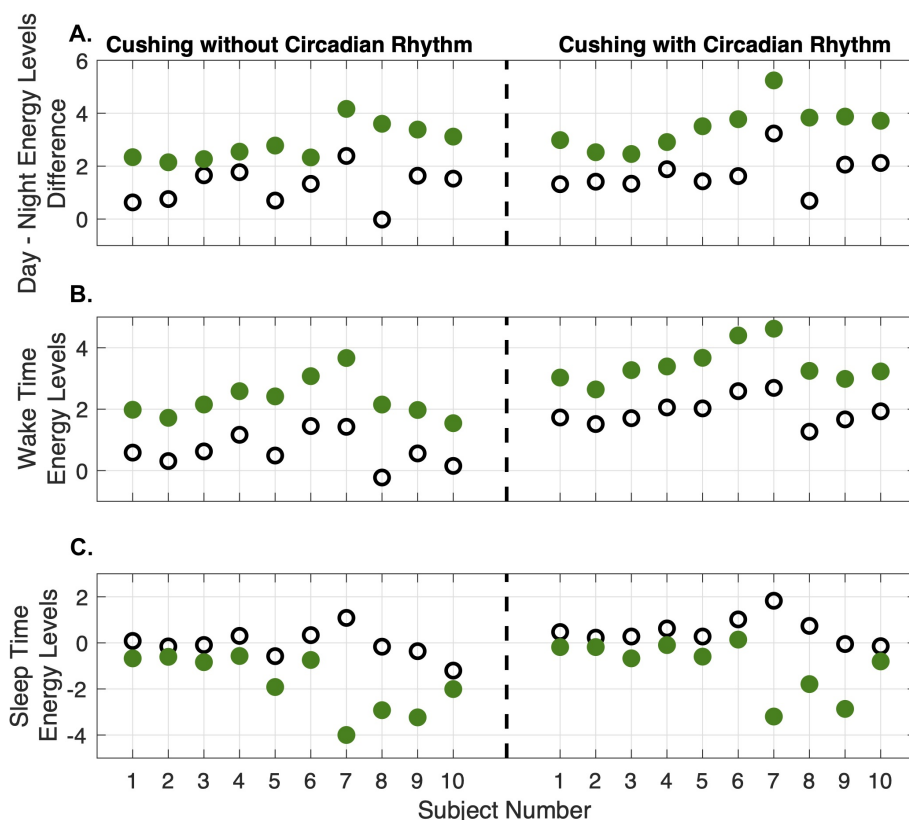 A.
Cushing without Circadian Rhythm
Cushing with Circadian Rhythm
Day - Night Energy Levels
Difference
6
4
2
0
B.
Wake Time
Energy Levels
4
2
0
C.
Sleep Time
Energy Levels
2
0
-2
-4
1 2 3 4 5 6 7 8 9 10 1 2 3 4 5 6 7 8 9 10
Subject Number